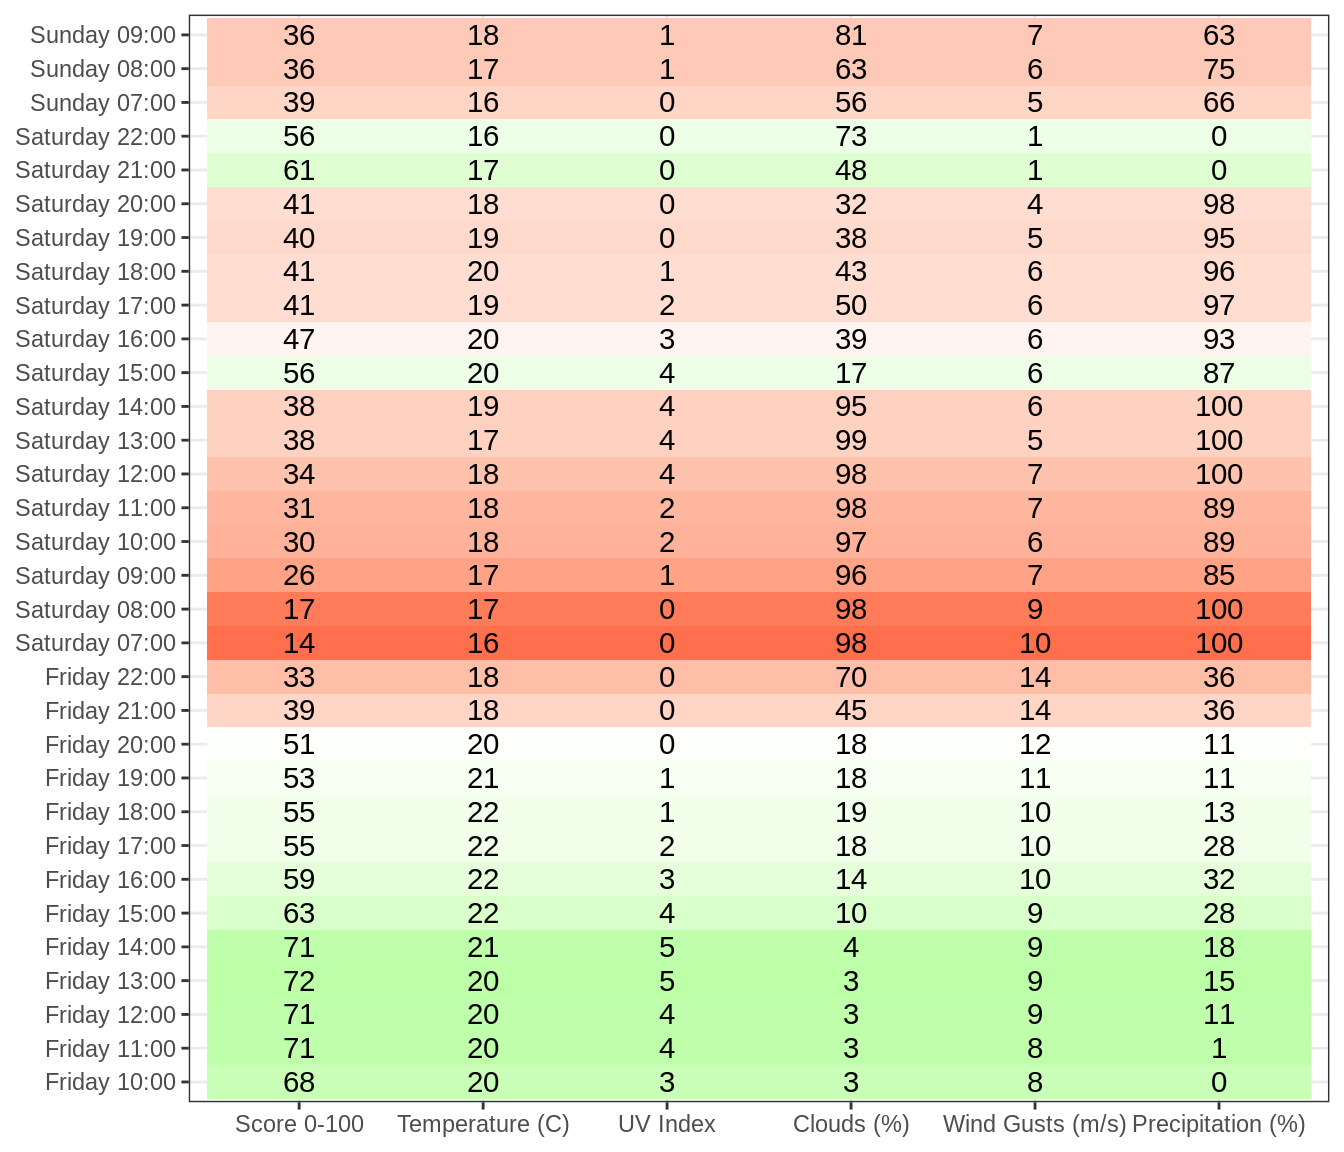 Sunday 09:00 36 18 1 81 7 63
Sunday 08:00 36 17 1 63 6 75
Sunday 07:00 39 16 0 56 5 66
Saturday 22:00 56 16 0 73 1 0
Saturday 21:00 61 17 0 48 1 0
Saturday 20:00 41 18 0 32 4 98
Saturday 19:00 40 19 0 38 5 95
Saturday 18:00 41 20 1 43 6 96
Saturday 17:00 41 19 2 50 6 97
Saturday 16:00 47 20 3 39 6 93
Saturday 15:00 56 20 4 17 6 87
Saturday 14:00 38 19 4 95 6 100
Saturday 13:00 38 17 4 99 5 100
Saturday 12:00 34 18 4 98 7 100
Saturday 11:00 31 18 2 98 7 89
Saturday 10:00 30 18 2 97 6 89
Saturday 09:00 26 17 1 96 7 85
Saturday 08:00 17 17 0 98 9 100
Saturday 07:00 14 16 0 98 10 100
Friday 22:00 33 18 0 70 14 36
Friday 21:00 39 18 0 45 14 36
Friday 20:00 51 20 0 18 12 11
Friday 19:00 53 21 1 18 11 11
Friday 18:00 55 22 1 19 10 13
Friday 17:00 55 22 2 18 10 28
Friday 16:00 59 22 3 14 10 32
Friday 15:00 63 22 4 10 9 28
Friday 14:00 71 21 5 4 9 18
Friday 13:00 72 20 5 3 9 15
Friday 12:00 71 20 4 3 9 11
Friday 11:00 71 20 4 3 8 1
Friday 10:00 68 20 3 3 8 0
Score 0-100 Temperature (C) UV Index Clouds (%) Wind Gusts (m/s) Precipitation (%)